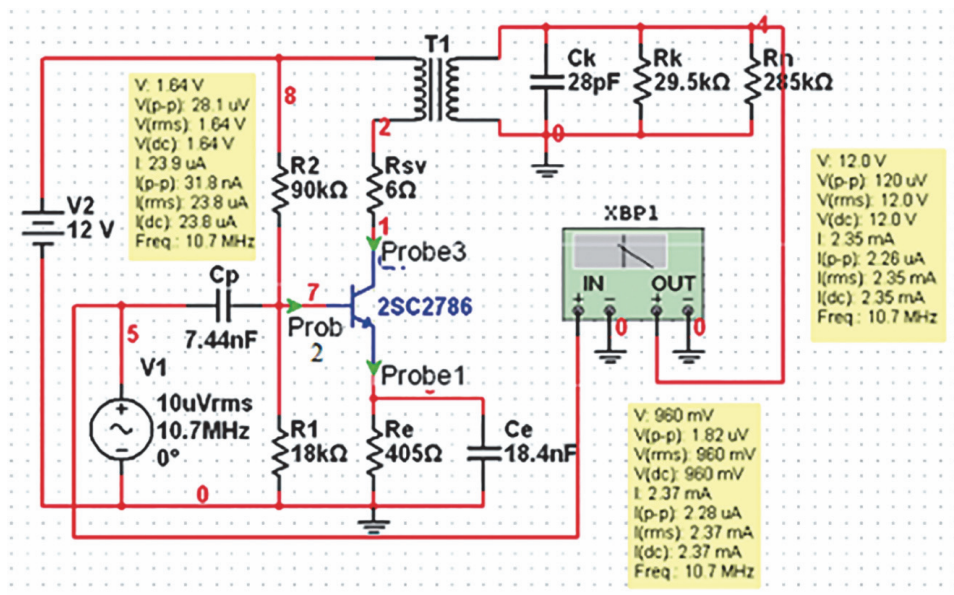 T1
4
Ck
28pF
Rk
29.5kΩ
Rn
285kΩ
0
V: 1.64 V
V(p-p): 28.1 uV
V(rms): 1.64 V
V(dc): 1.64 V
I: 23.9 uA
I(p-p): 31.8 nA
I(rms): 23.8 uA
I(dc): 23.8 uA
Freq.: 10.7 MHz
8
2
R2
90kΩ
Rsv
6Ω
1
Probe3
V2
12 V
V: 12.0 V
V(p-p): 120 uV
V(rms): 12.0 V
V(dc): 12.0 V
I: 2.35 mA
I(p-p): 2.26 uA
I(rms): 2.35 mA
I(dc): 2.35 mA
Freq.: 10.7 MHz
XBP1
IN
OUT
+
−
+
−
0
0
Cp
7.44nF
7
Prob
2
2SC2786
5
Probe1
V1
10uVrms
10.7MHz
0°
+
−
R1
18kΩ
Re
405Ω
Ce
18.4nF
0
V: 960 mV
V(p-p): 1.82 uV
V(rms): 960 mV
V(dc): 960 mV
I: 2.37 mA
I(p-p): 2.28 uA
I(rms): 2.37 mA
I(dc): 2.37 mA
Freq.: 10.7 MHz